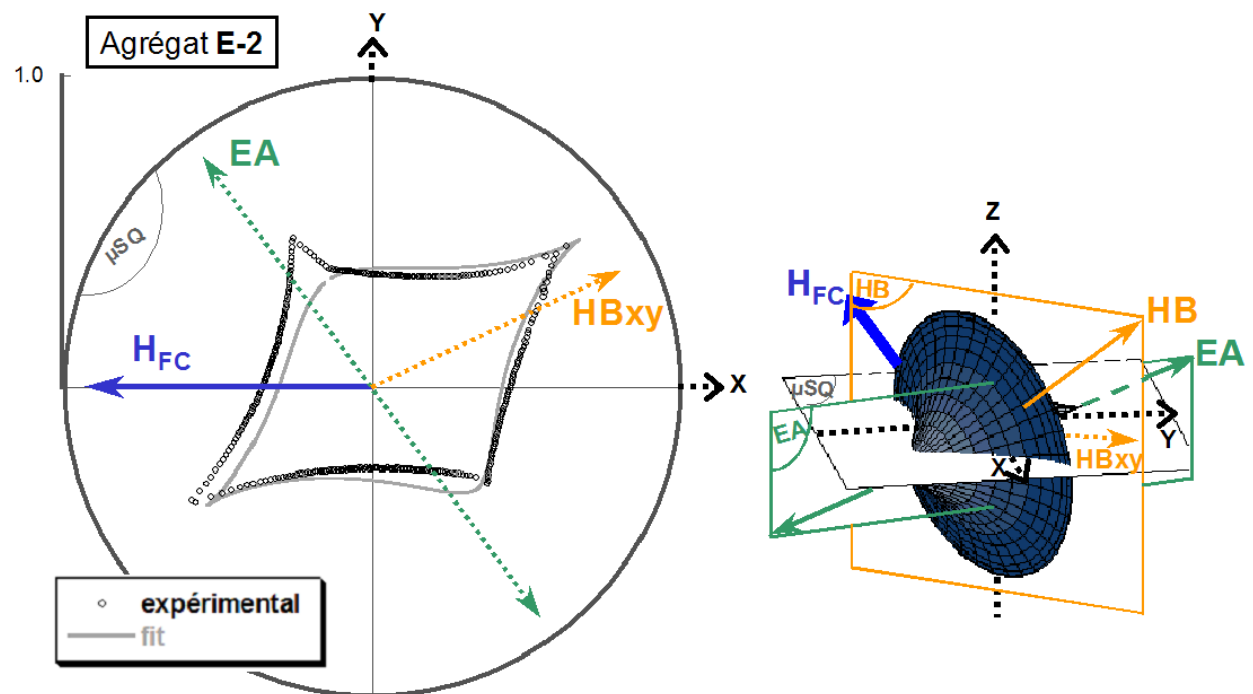 Agrégat E-2
Y
1.0
EA
µSQ
HBxy
HFC
X
expérimental
fit
Z
HFC
HB
HB
EA
µSQ
EA
Y
HBxy
X